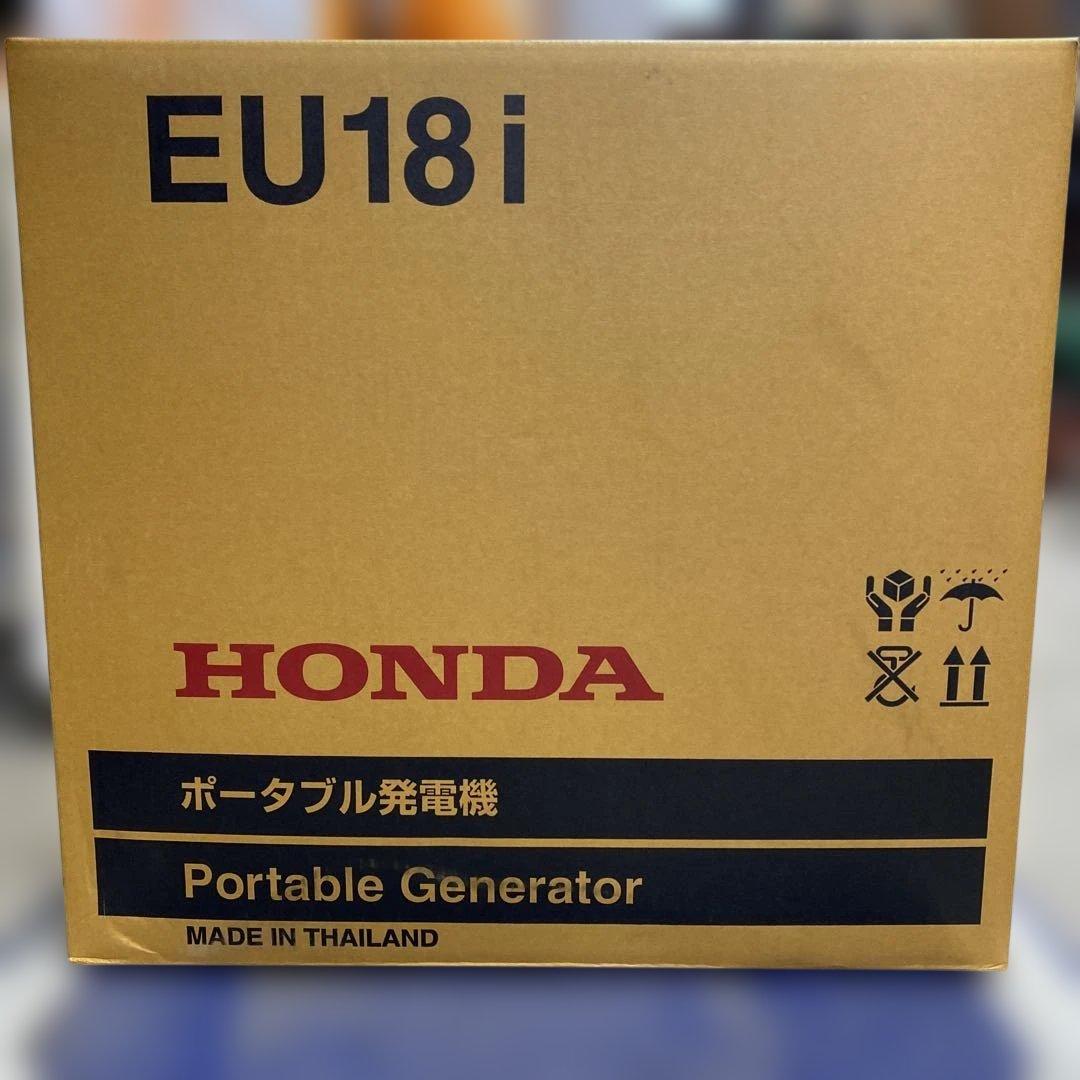 EU18i
HONDA
ポータブル発電機
Portable Generator
MADE IN THAILAND